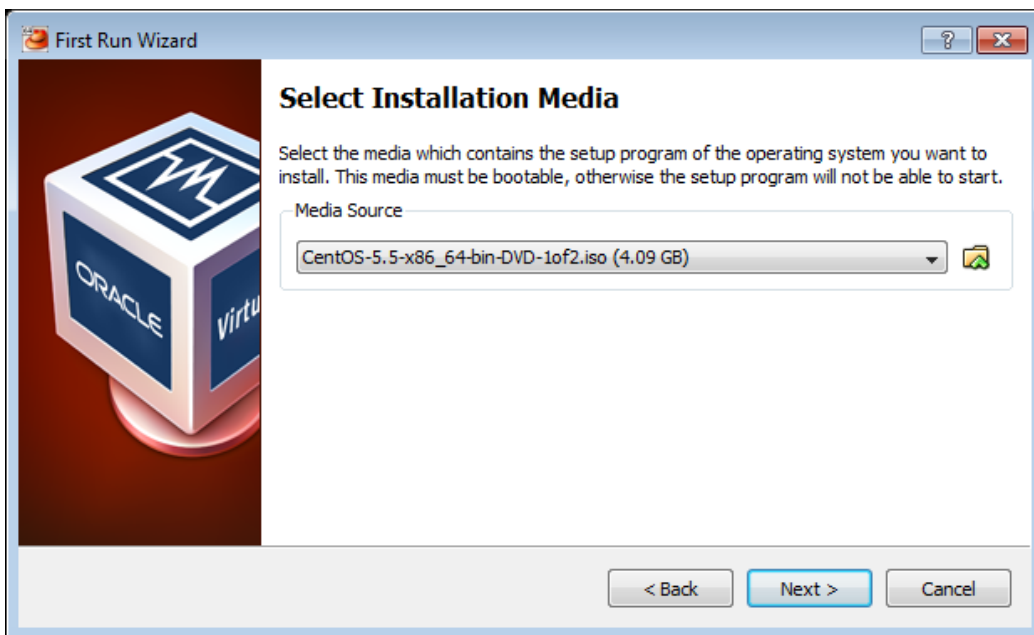 First Run Wizard
Select Installation Media
Select the media which contains the setup program of the operating system you want to
install. This media must be bootable, otherwise the setup program will not be able to start.
Media Source
CentOS-5.5-x86_64-bin-DVD-1of2.iso (4.09 GB)
ORACLE
Virtu
< Back
Next >
Cancel